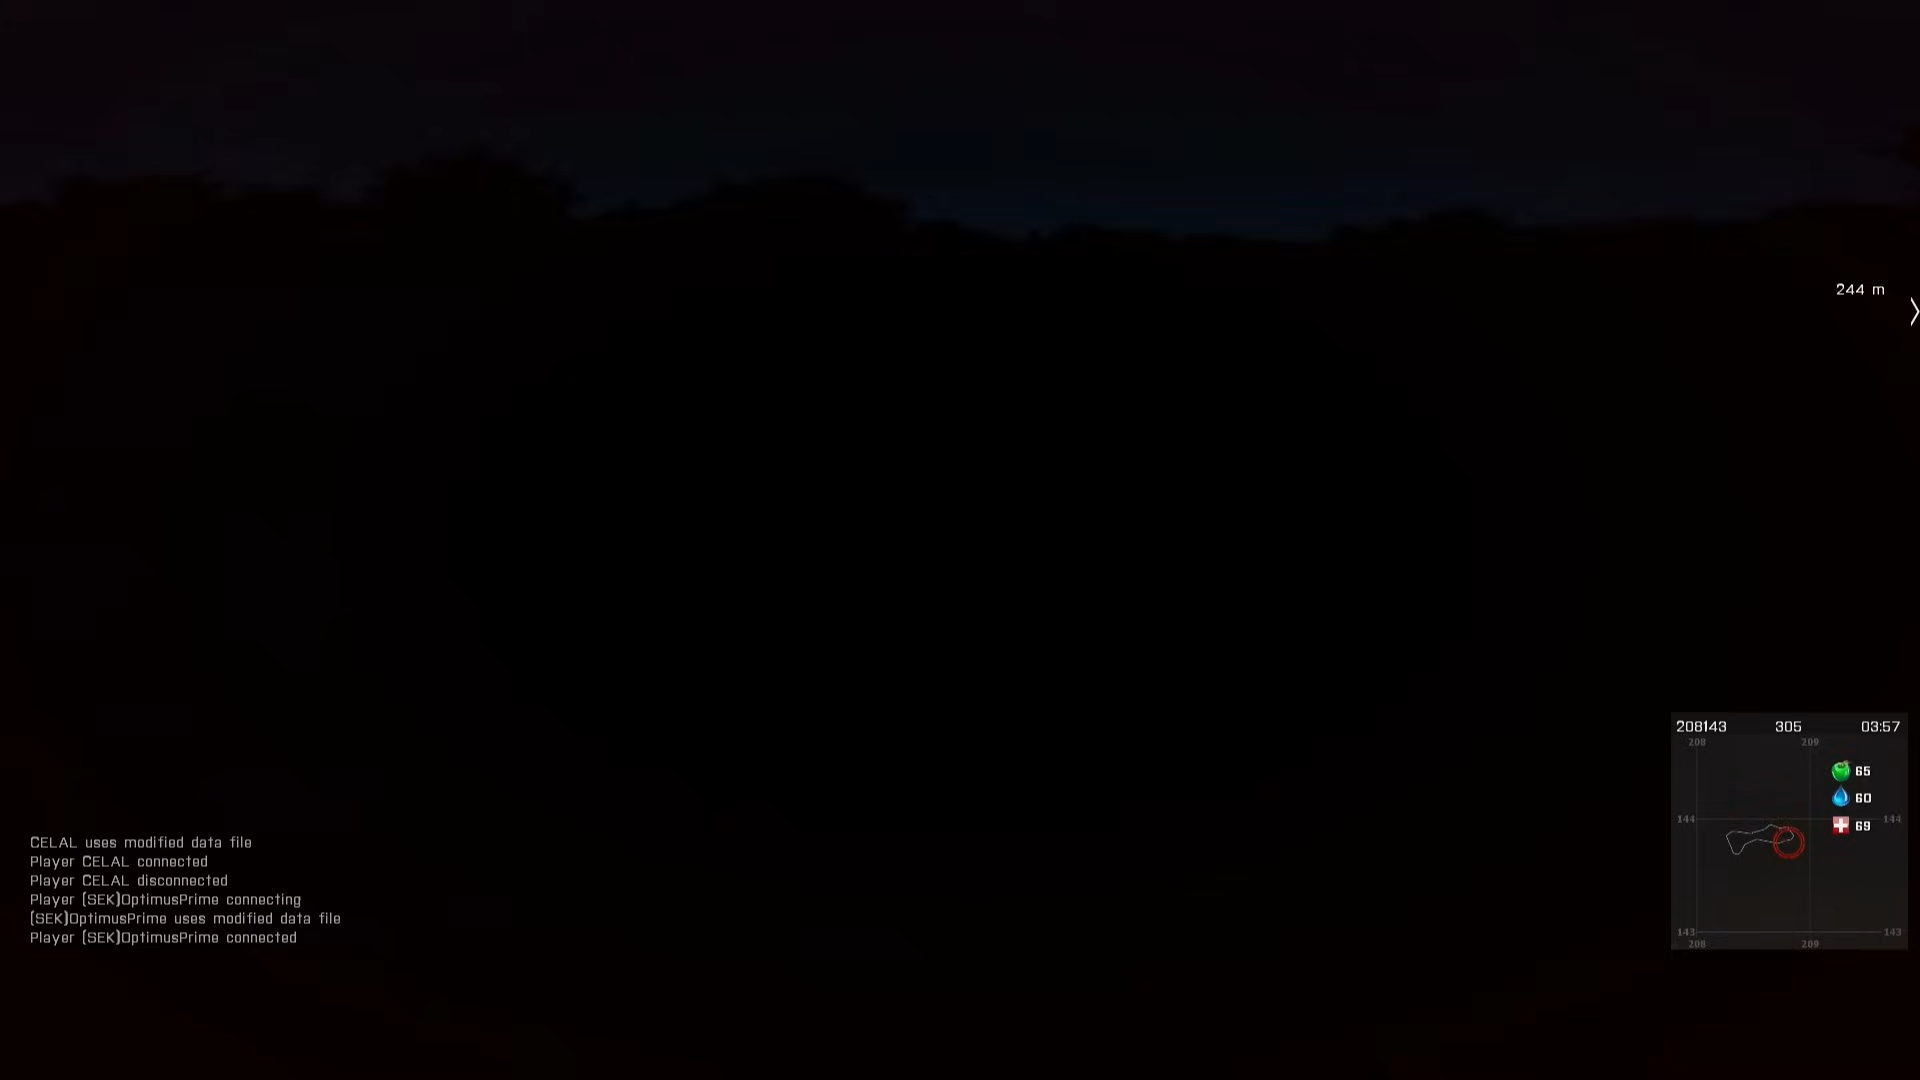 244 m
208143 305 03:57
208 209
65
60
144 144
69
143 143
208 209
CELAL uses modified data file
Player CELAL connected
Player CELAL disconnected
Player (SEK)OptimusPrime connecting
(SEK)OptimusPrime uses modified data file
Player (SEK)OptimusPrime connected